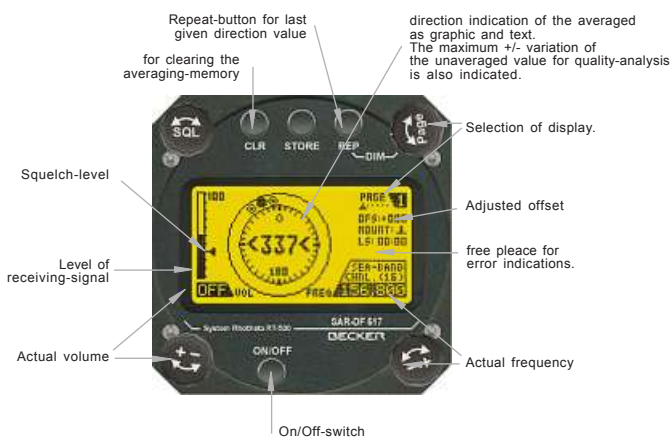 Repeat-button for last
given direction value
direction indication of the averaged
as graphic and text.
The maximum +/- variation of
the unaveraged value for quality-analysis
is also indicated.
for clearing the
averaging-memory
SQL
CLR
STORE
REP
DIM
Page
Selection of display.
Squelch-level
100
0
<337<
180
PAGE 1
OFS:+000
MOUNT:
LS:00:00
Adjusted offset
free pleace for
error indications.
Level of
receiving-signal
SEA-BAND
CHNL.(16)
OFF VOL
FREQ 156.800
System Rhotheta RT-500
SAR-DF 517
BECKER
ON/OFF
Actual volume
+ -
Actual frequency
On/Off-switch